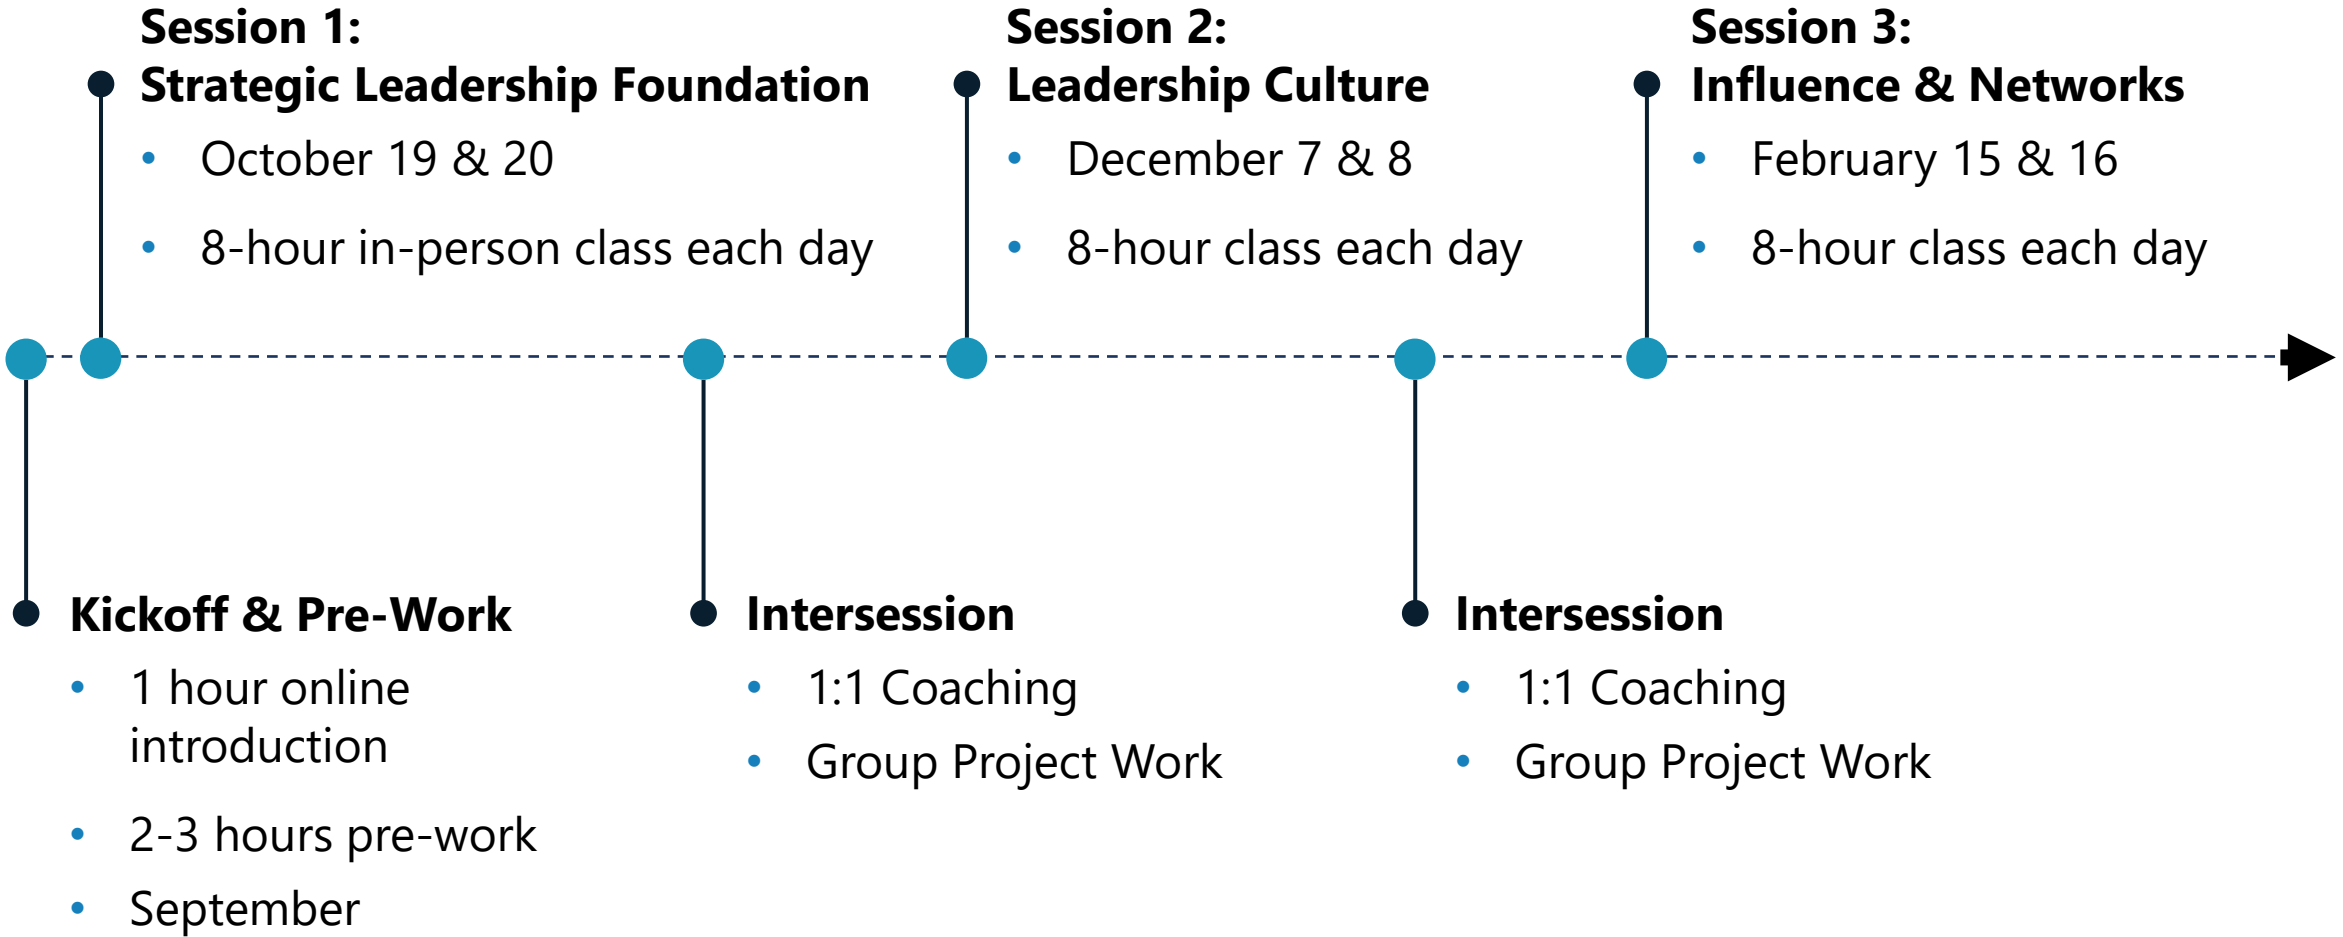 Session 1:
Strategic Leadership Foundation
• October 19 & 20
• 8-hour in-person class each day
Session 2:
Leadership Culture
• December 7 & 8
• 8-hour class each day
Session 3:
Influence & Networks
• February 15 & 16
• 8-hour class each day
Kickoff & Pre-Work
• 1 hour online
introduction
• 2-3 hours pre-work
• September
Intersession
• 1:1 Coaching
• Group Project Work
Intersession
• 1:1 Coaching
• Group Project Work